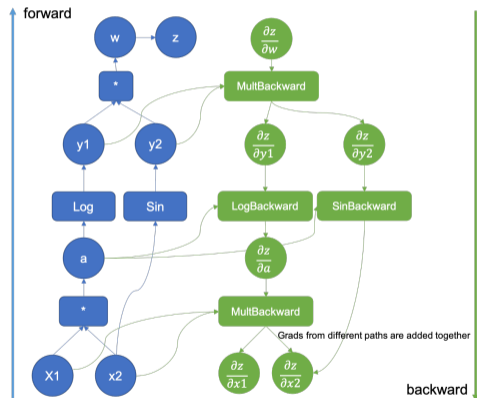 forward
w
z
∂z
∂w
*
MultBackward
y1
y2
∂z
∂y1
∂z
∂y2
Log
Sin
LogBackward
SinBackward
a
∂z
∂a
*
MultBackward
Grads from different paths are added together
X1
x2
∂z
∂x1
∂z
∂x2
backward